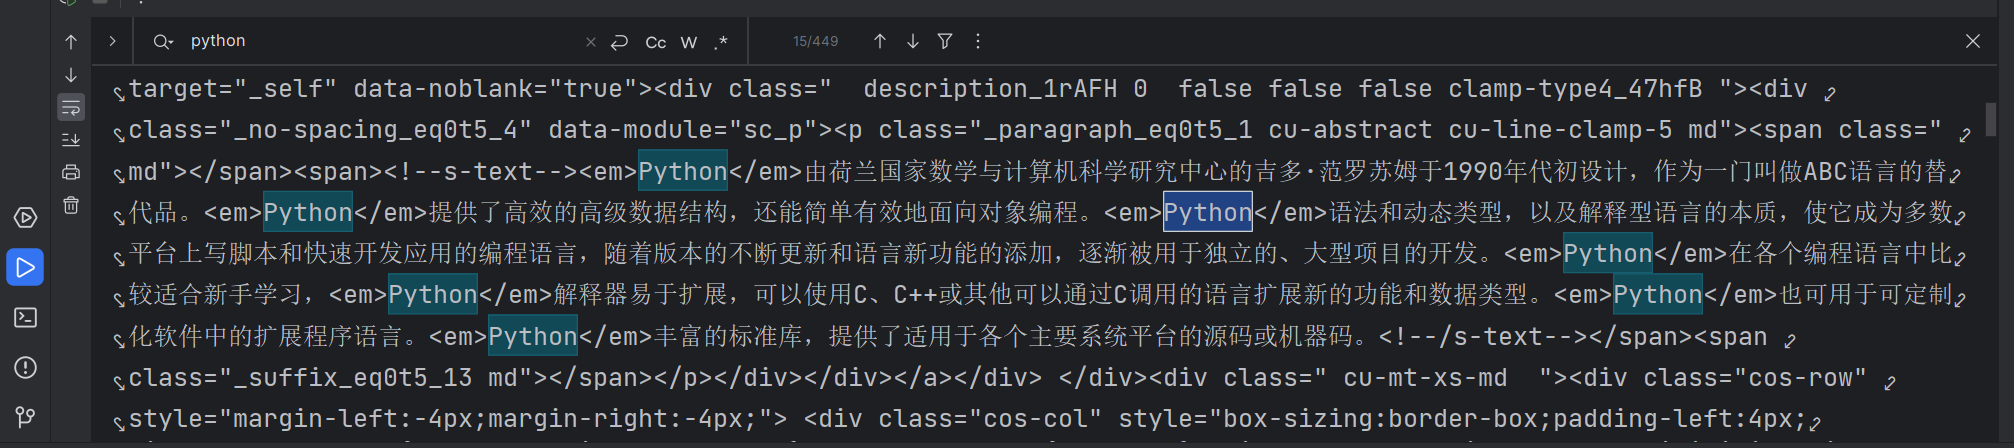 python
Cc W .*
15/449
target="_self" data-noblank="true"><div class="  description_1rAFH 0  false false false clamp-type4_47hfB "><div
class="_no-spacing_eq0t5_4" data-module="sc_p"><p class="_paragraph_eq0t5_1 cu-abstract cu-line-clamp-5 md"><span class="
md"></span><span><!--s-text--><em>Python</em>由荷兰国家数学与计算机科学研究中心的吉多·范罗苏姆于1990年代初设计，作为一门叫做ABC语言的替
代品。<em>Python</em>提供了高效的高级数据结构，还能简单有效地面向对象编程。<em>Python</em>语法和动态类型，以及解释型语言的本质，使它成为多数
平台上写脚本和快速开发应用的编程语言，随着版本的不断更新和语言新功能的添加，逐渐被用于独立的、大型项目的开发。<em>Python</em>在各个编程语言中比
较适合新手学习，<em>Python</em>解释器易于扩展，可以使用C、C++或其他可以通过C调用的语言扩展新的功能和数据类型。<em>Python</em>也可用于可定制
化软件中的扩展程序语言。<em>Python</em>丰富的标准库，提供了适用于各个主要系统平台的源码或机器码。<!--/s-text--></span><span
class="_suffix_eq0t5_13 md"></span></p></div></div></a></div> </div><div class=" cu-mt-xs-md  "><div class="cos-row"
style="margin-left:-4px;margin-right:-4px;"> <div class="cos-col" style="box-sizing:border-box;padding-left:4px;